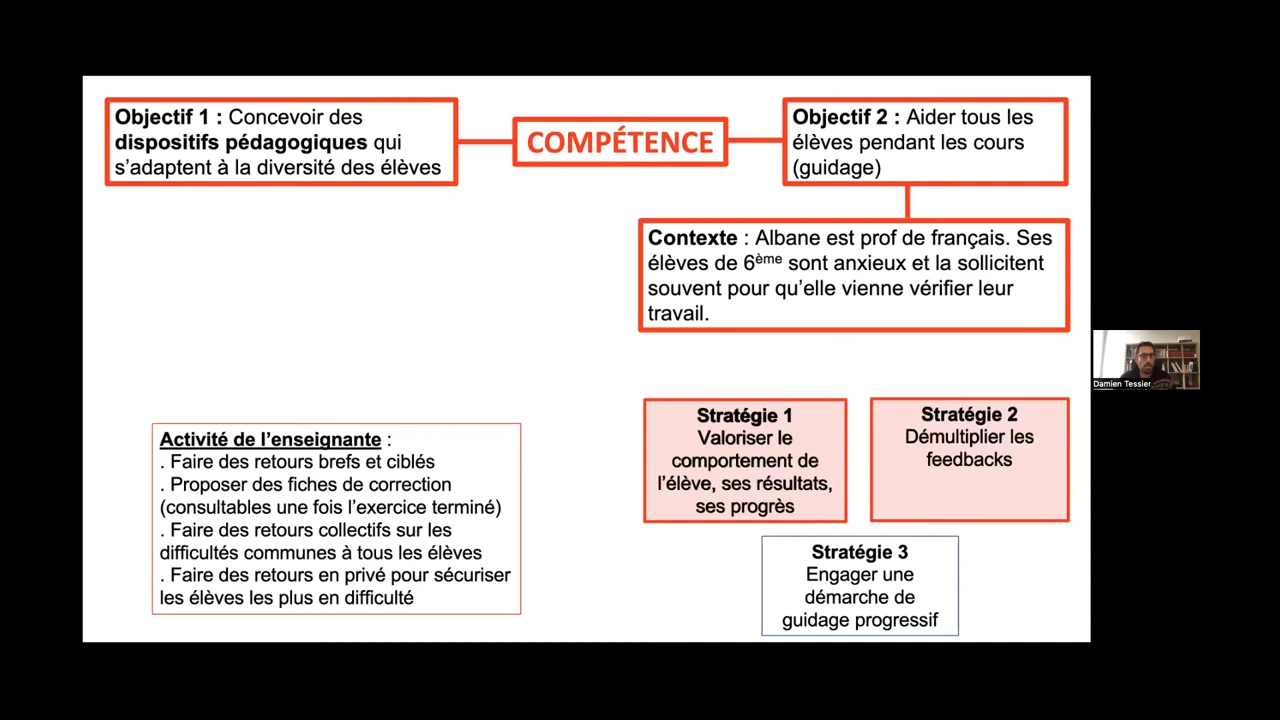 Objectif 1 : Concevoir des
dispositifs pédagogiques qui
s’adaptent à la diversité des élèves
COMPÉTENCE
Objectif 2 : Aider tous les
élèves pendant les cours
(guidage)
Contexte : Albane est prof de français. Ses
élèves de 6ème sont anxieux et la sollicitent
souvent pour qu’elle vienne vérifier leur
travail.
Activité de l’enseignante :
. Faire des retours brefs et ciblés
. Proposer des fiches de correction
(consultables une fois l’exercice terminé)
. Faire des retours collectifs sur les
difficultés communes à tous les élèves
. Faire des retours en privé pour sécuriser
les élèves les plus en difficulté
Stratégie 1
Valoriser le
comportement de
l’élève, ses résultats,
ses progrès
Stratégie 2
Démultiplier les
feedbacks
Stratégie 3
Engager une
démarche de
guidage progressif
Damien Tessier